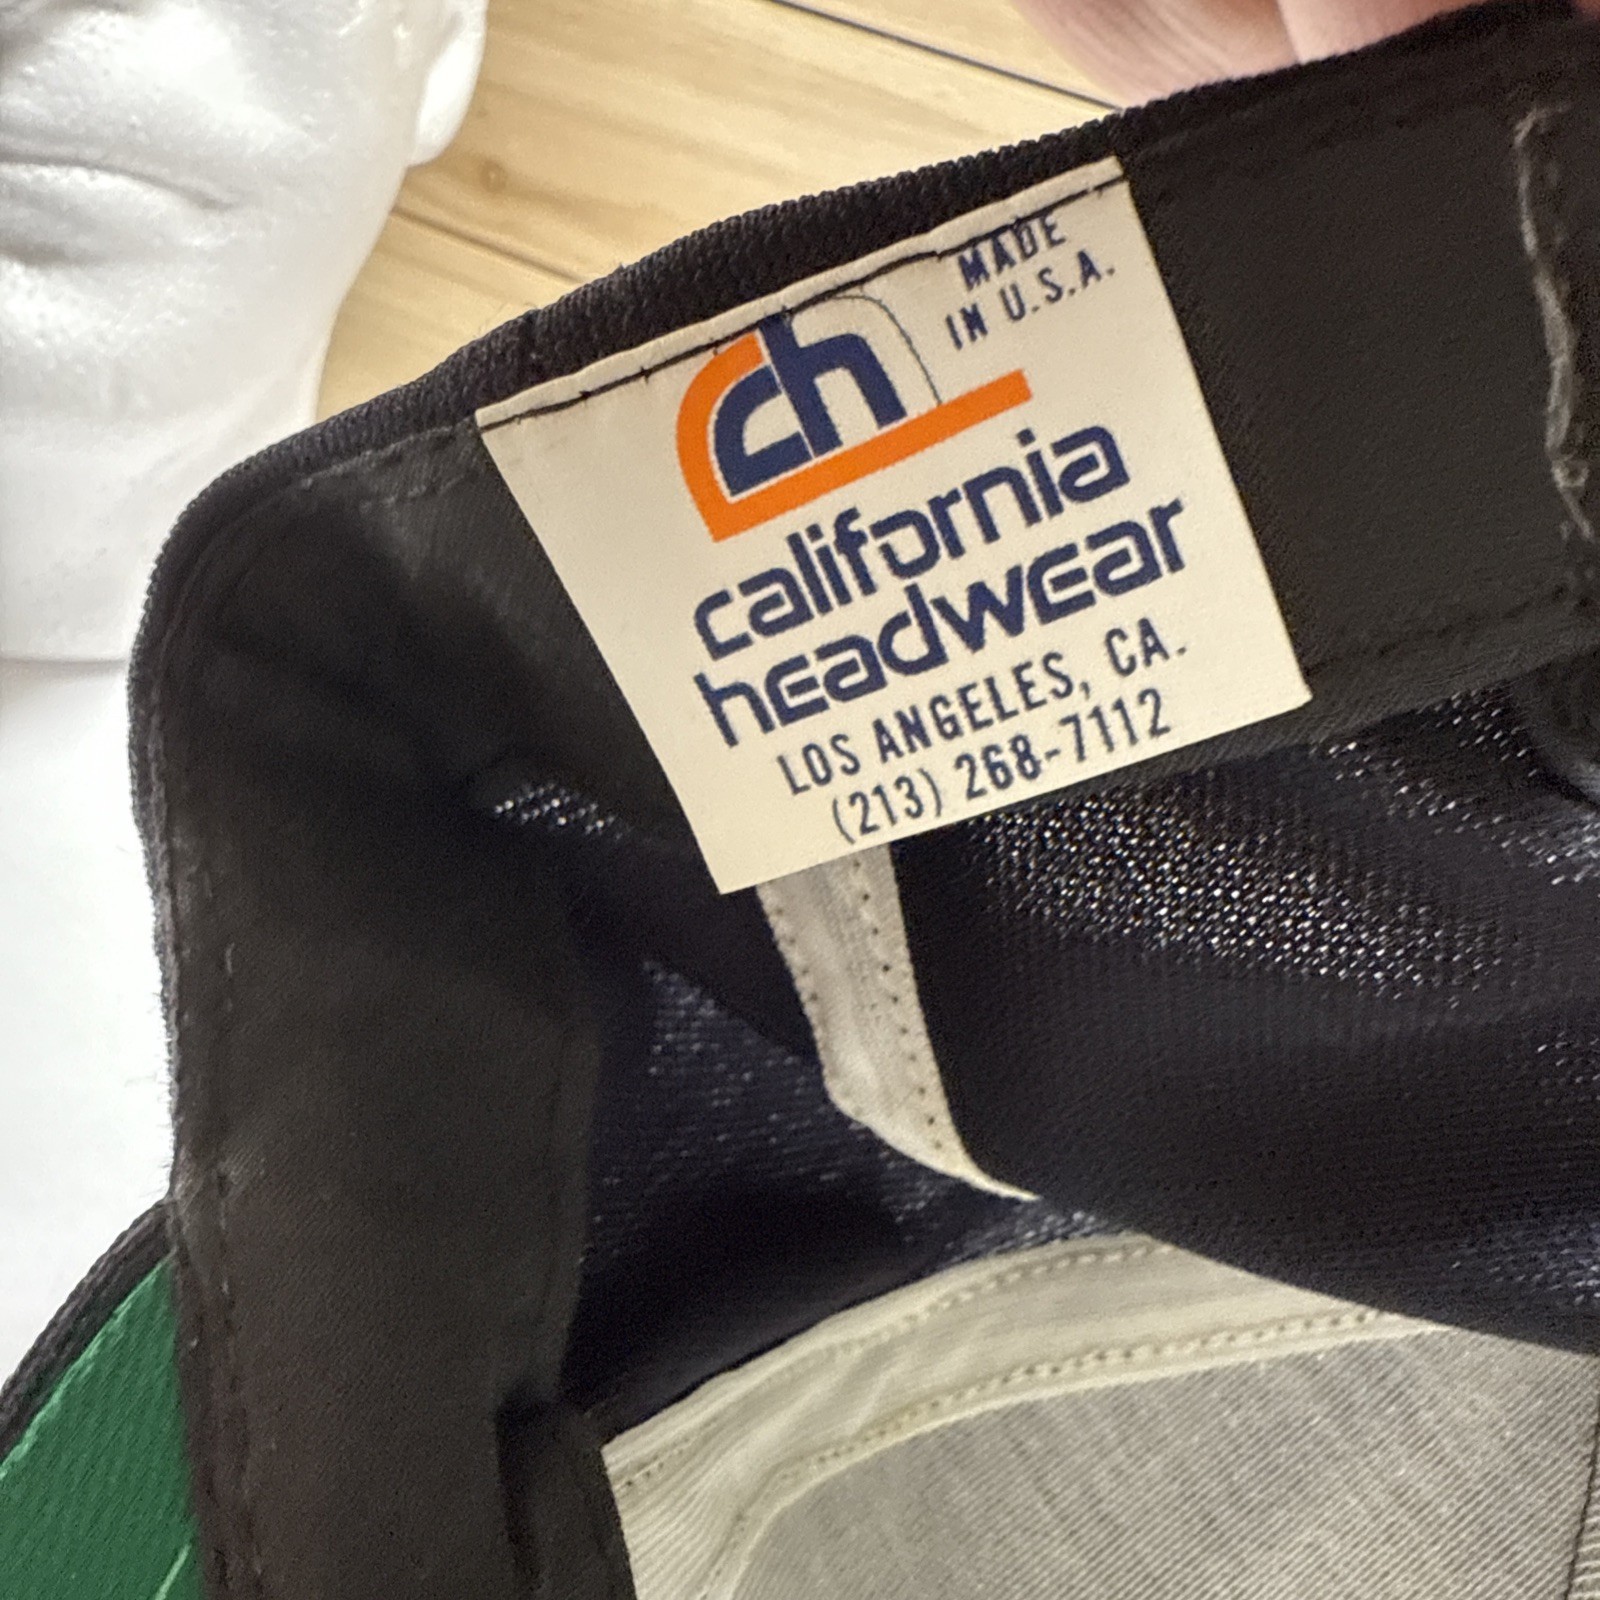 MADE
IN U.S.A.
ch
california
headwear
LOS ANGELES, CA.
(213) 268-7112